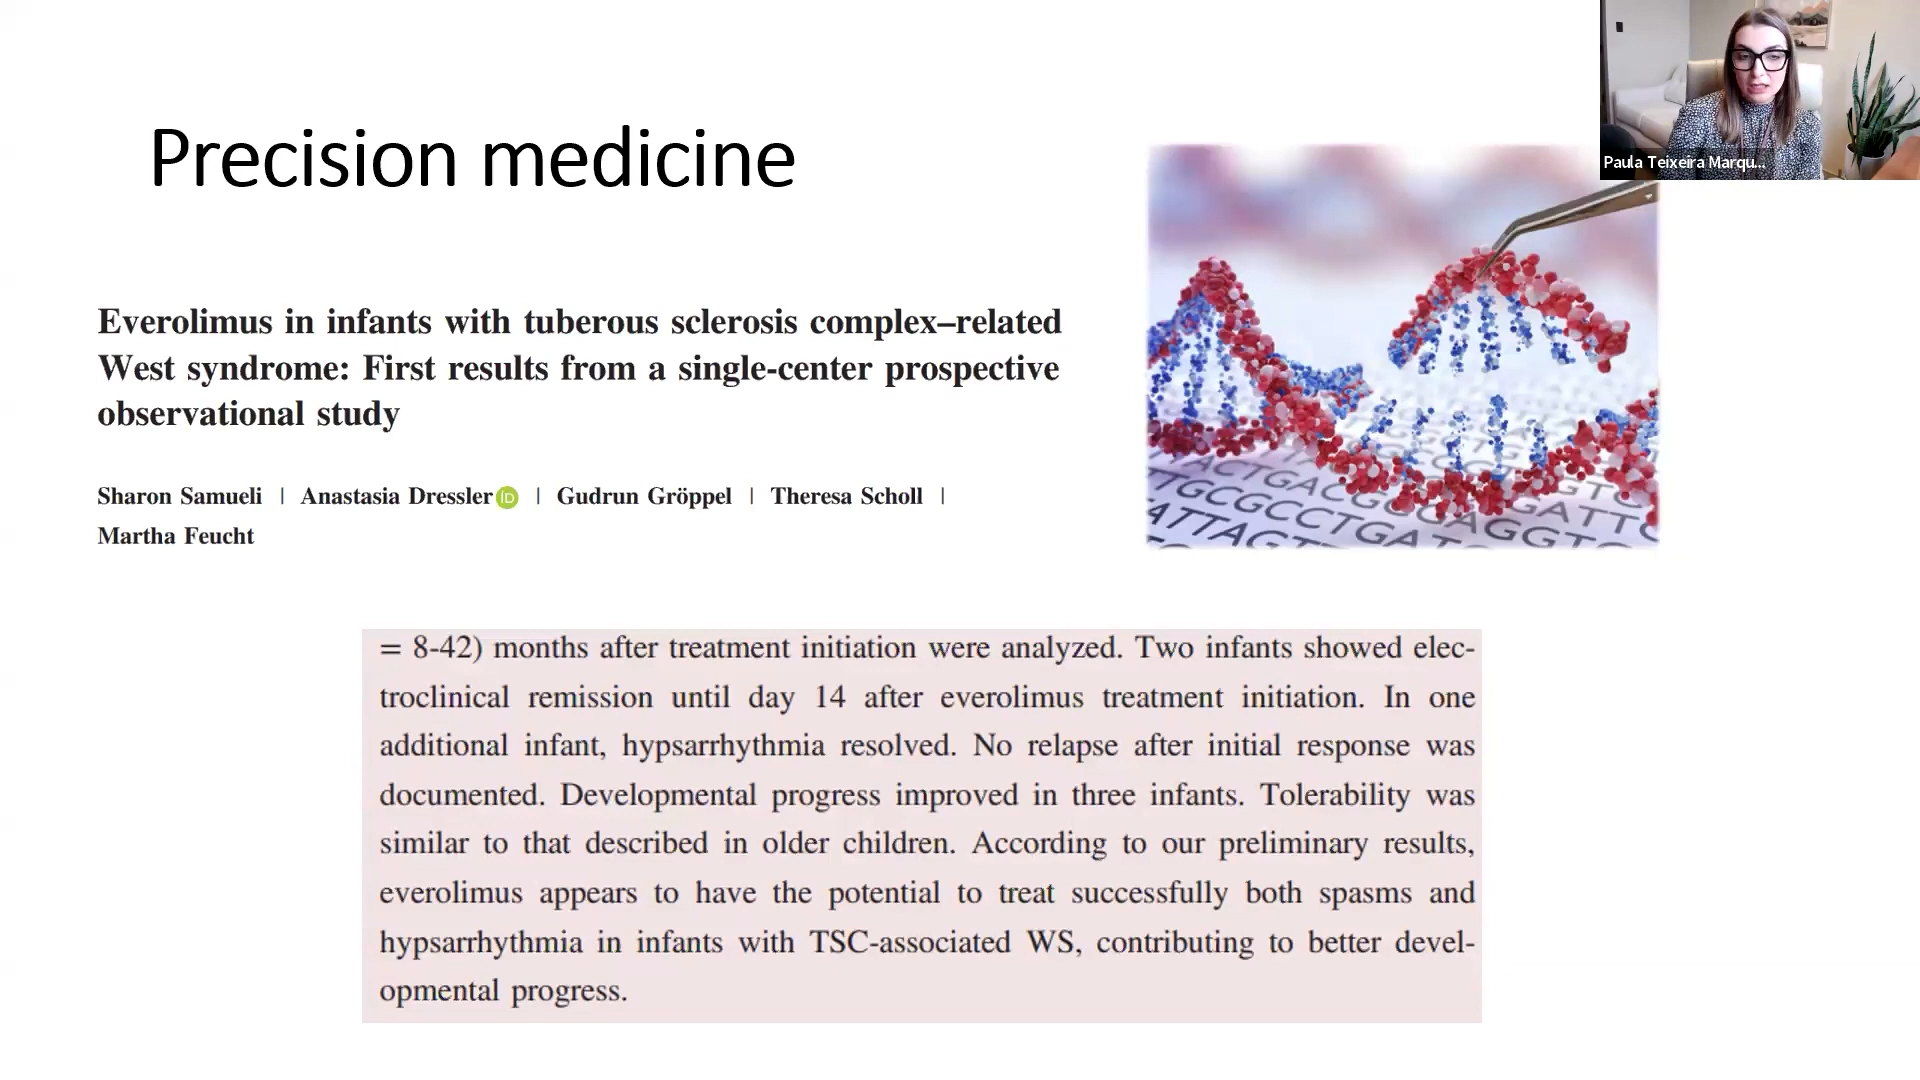 Precision medicine
Paula Teixeira Marqu...
Everolimus in infants with tuberous sclerosis complex–related
West syndrome: First results from a single-center prospective
observational study
Sharon Samueli | Anastasia Dressler iD | Gudrun Gröppel | Theresa Scholl |
Martha Feucht
= 8-42) months after treatment initiation were analyzed. Two infants showed elec-
troclinical remission until day 14 after everolimus treatment initiation. In one
additional infant, hypsarrhythmia resolved. No relapse after initial response was
documented. Developmental progress improved in three infants. Tolerability was
similar to that described in older children. According to our preliminary results,
everolimus appears to have the potential to treat successfully both spasms and
hypsarrhythmia in infants with TSC-associated WS, contributing to better devel-
opmental progress.